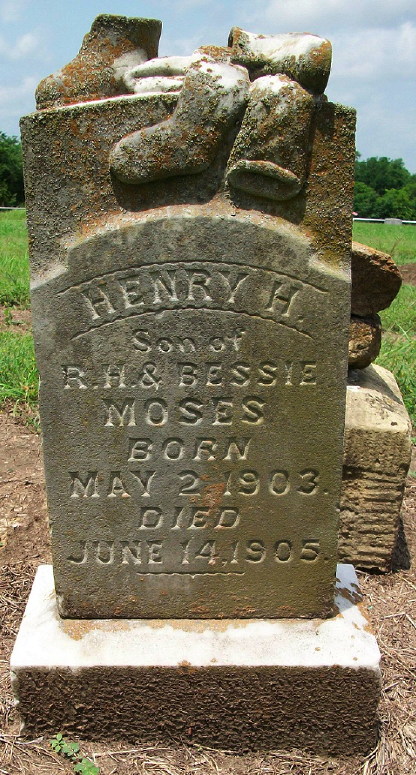 HENRY H.
Son of
R.H. & BESSIE
MOSES
BORN
MAY 2, 1903.
DIED
JUNE 14, 1905.